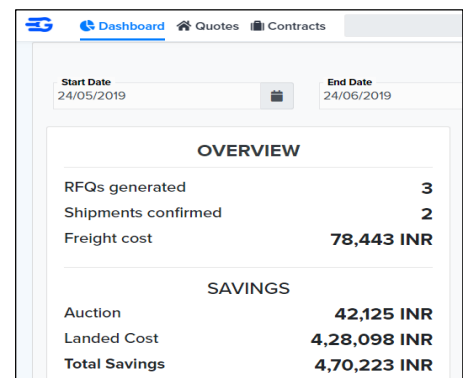 Dashboard Quotes Contracts
Start Date End Date
24/05/2019 24/06/2019
OVERVIEW
RFQs generated 3
Shipments confirmed 2
Freight cost 78,443 INR
SAVINGS
Auction 42,125 INR
Landed Cost 4,28,098 INR
Total Savings 4,70,223 INR